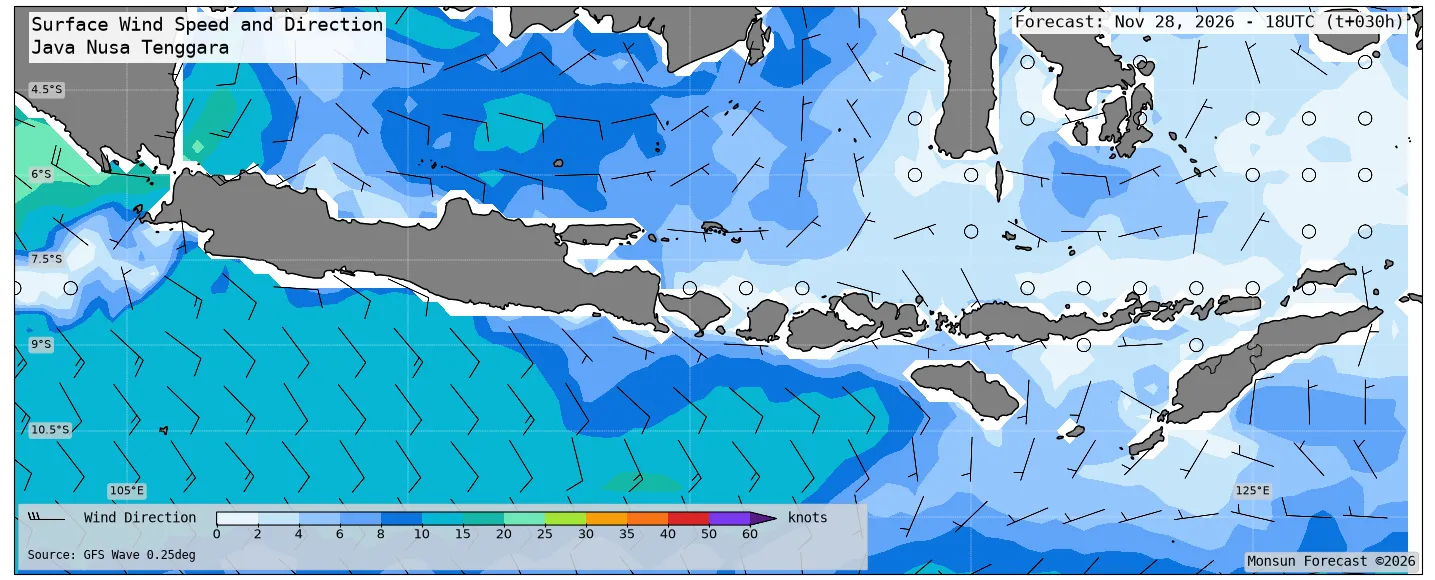 Surface Wind Speed and Direction
Java Nusa Tenggara
Forecast: Nov 28, 2026 - 18UTC (t+030h)
4.5°S
6°S
7.5°S
9°S
10.5°S
105°E
125°E
Wind Direction
0 2 4 6 8 10 15 20 25 30 35 40 50 60
knots
Source: GFS Wave 0.25deg
Monsun Forecast ©2026